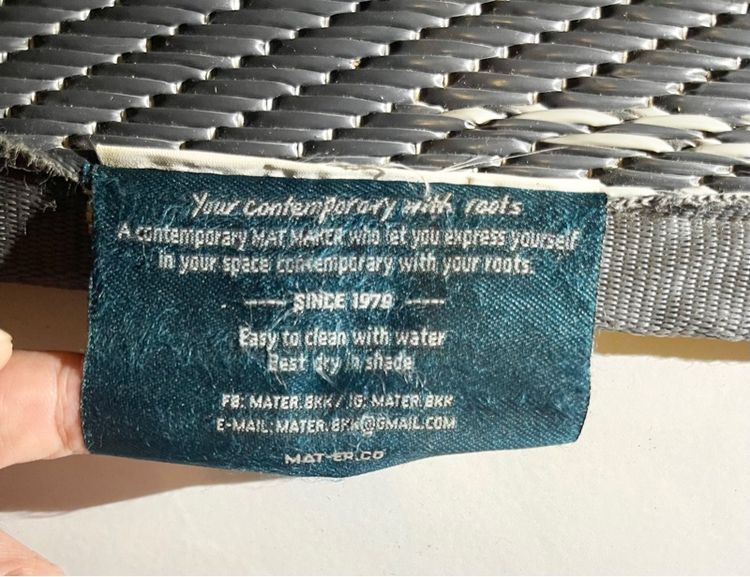 Your contemporary with roots
A contemporary MAT MAKER who let you express yourself
in your space contemporary with your roots.
SINCE 1978
Easy to clean with water
Best dry in shade
FB: MATER.BKK / IG: MATER.BKK
E-MAIL: MATER.BKK@GMAIL.COM
MAT-ER.CO